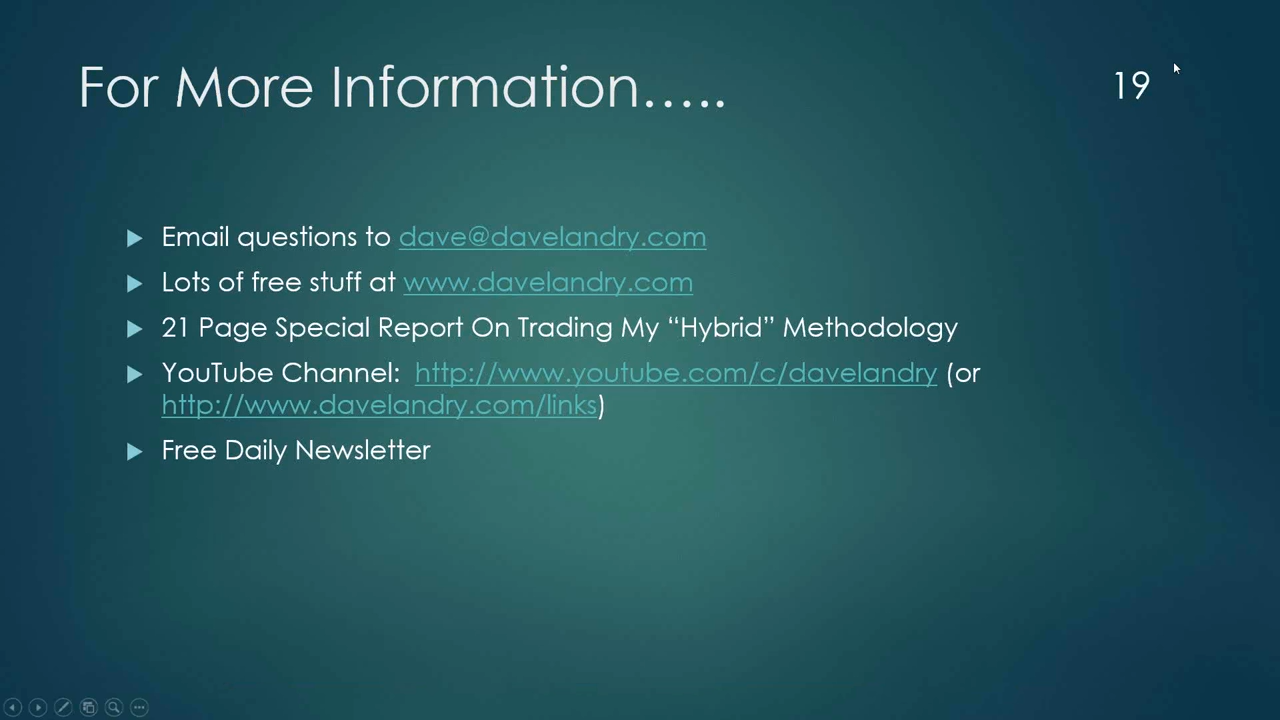 For More Information.....
19
Email questions to dave@davelandry.com
Lots of free stuff at www.davelandry.com
21 Page Special Report On Trading My “Hybrid” Methodology
YouTube Channel:  http://www.youtube.com/c/davelandry (or
http://www.davelandry.com/links)
Free Daily Newsletter